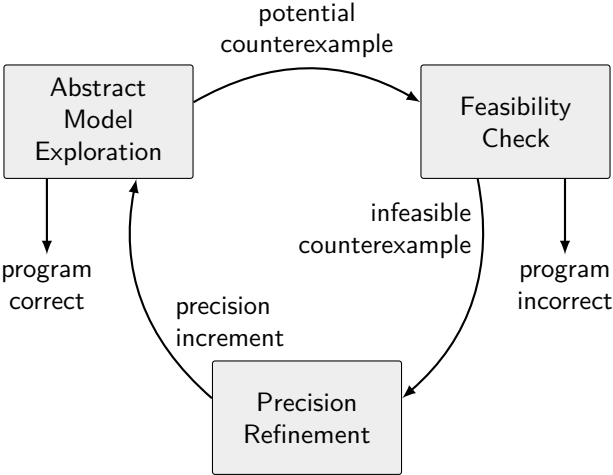 potential
counterexample
Abstract
Model
Exploration
Feasibility
Check
infeasible
counterexample
program
correct
program
incorrect
precision
increment
Precision
Refinement